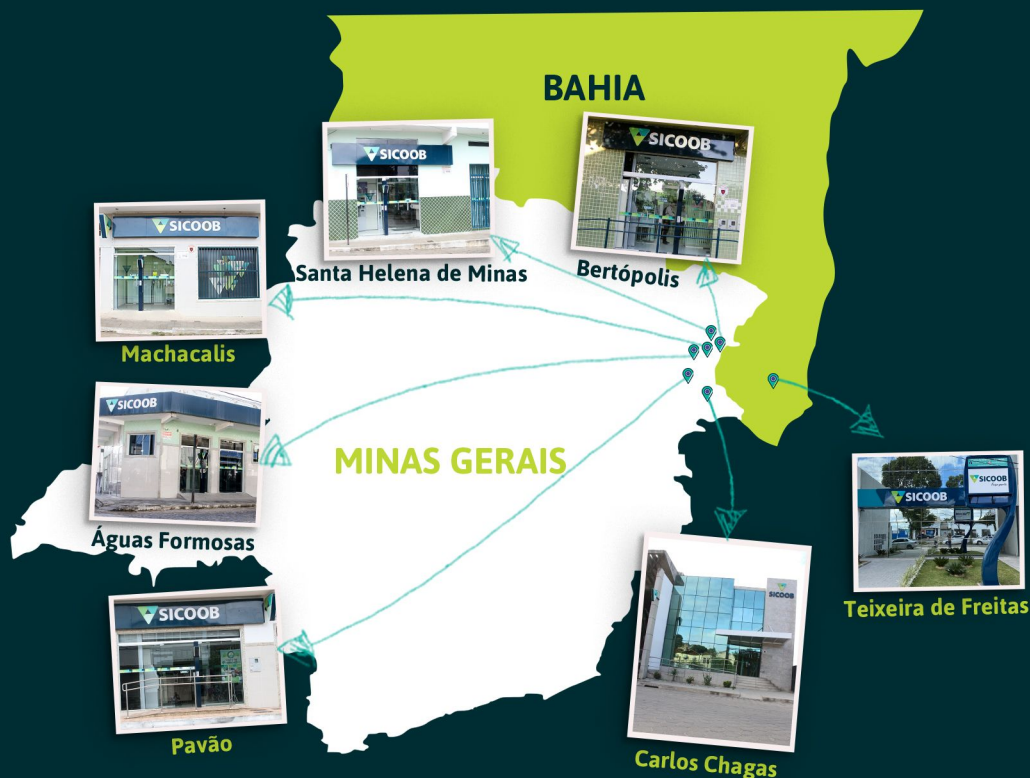 BAHIA
SICOOB
SICOOB
Santa Helena de Minas
Bertópolis
SICOOB
Machacalis
SICOOB
Águas Formosas
MINAS GERAIS
SICOOB
SICOOB
Teixeira de Freitas
SICOOB
Pavão
SICOOB
Carlos Chagas